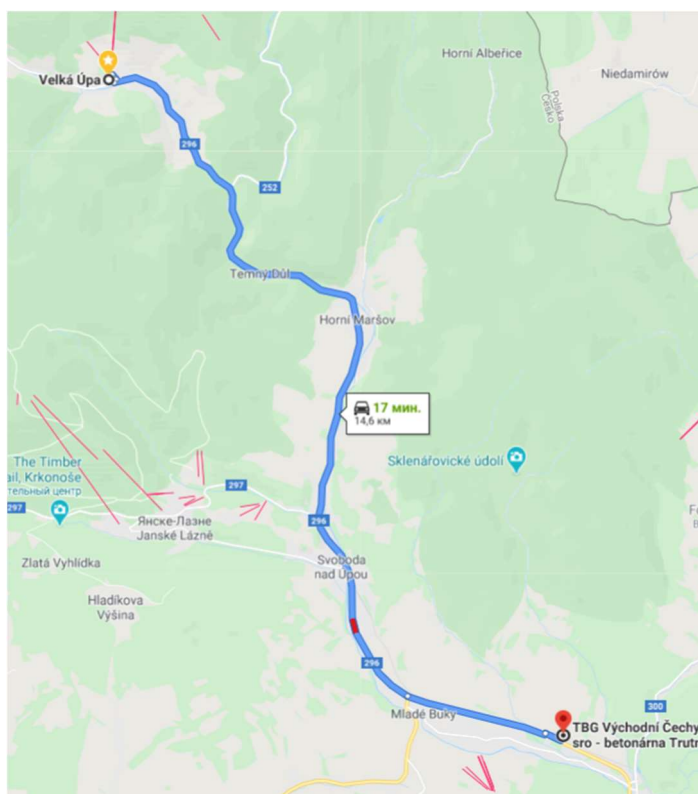 Horní Albeřice
Niedamirów
Velká Úpa
Polska
Česko
296
252
Temný Důl
Horní Maršov
17 мин.
14,6 км
The Timber
ail, Krkonoše
тельный центр
Sklenářovické údolí
297
297
Янске-Лазне
Janské Lázně
296
Svoboda
nad Úpou
Zlatá Vyhlídka
Hladíkova
Výšina
296
300
Mladé Buky
TBG Východní Čechy
sro - betonárna Trutn